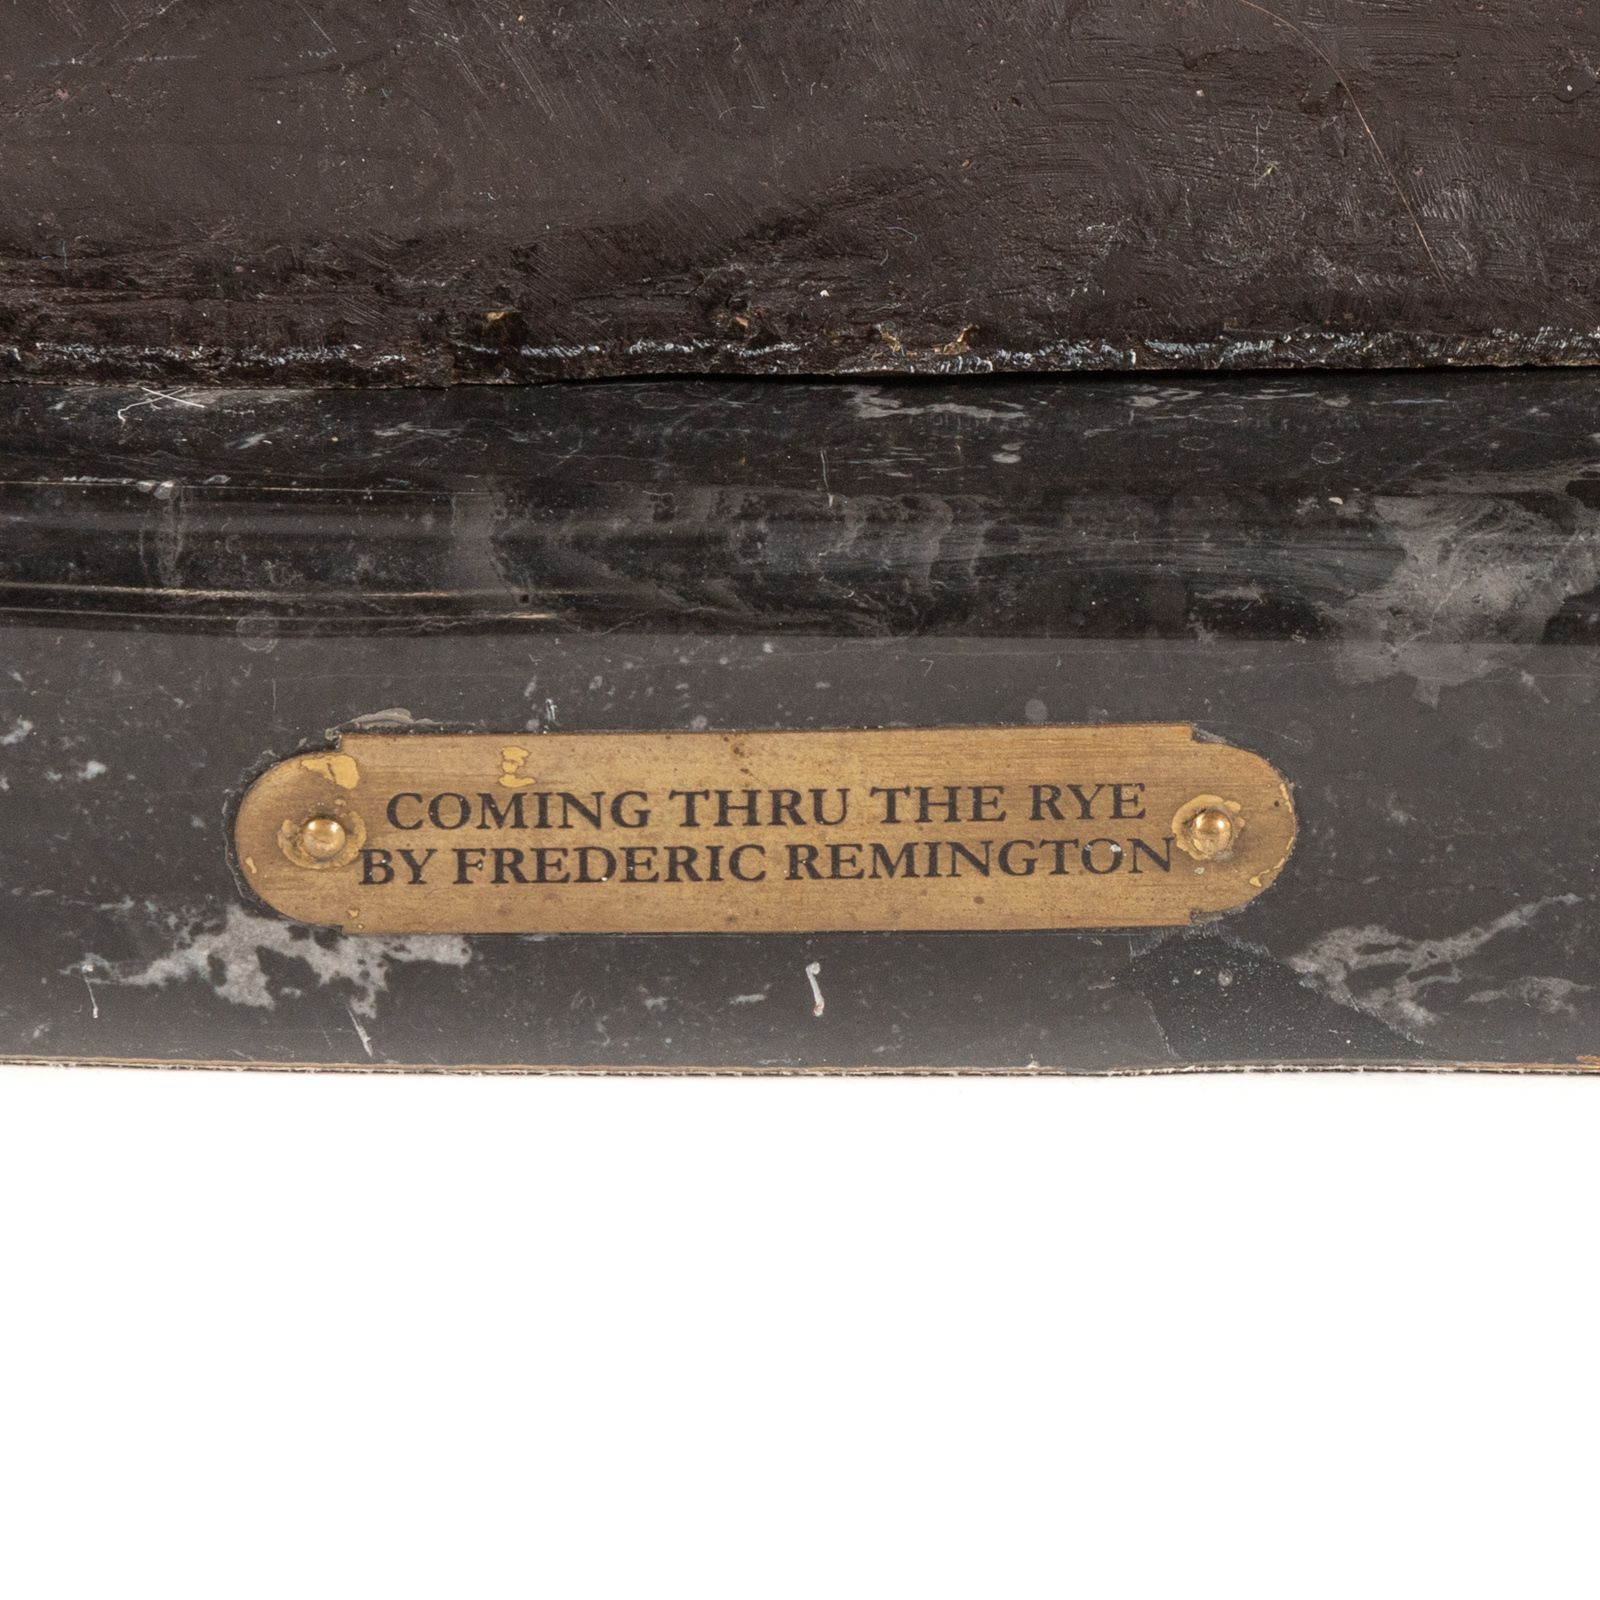 COMING THRU THE RYE
BY FREDERIC REMINGTON